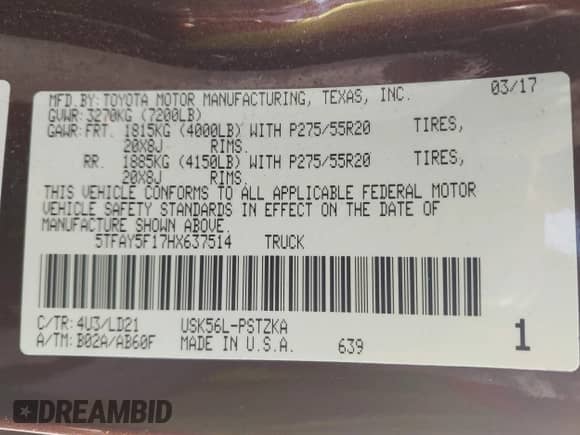 MFD.BY:TOYOTA MOTOR MANUFACTURING, TEXAS, INC. 03/17
GVWR:3270KG (7200LB)
GAWR:FRT. 1815KG (4000LB) WITH P275/55R20 TIRES,
20X8J RIMS.
RR. 1885KG (4150LB) WITH P275/55R20 TIRES,
20X8J RIMS.
THIS VEHICLE CONFORMS TO ALL APPLICABLE FEDERAL MOTOR
VEHICLE SAFETY STANDARDS IN EFFECT ON THE DATE OF
MANUFACTURE SHOWN ABOVE.
5TFAY5F17HX637514 TRUCK
C/TR:4U3/LD21 USK56L-PSTZKA
A/TM:B02A/AB60F MADE IN U.S.A. 639 1
DREAMBID